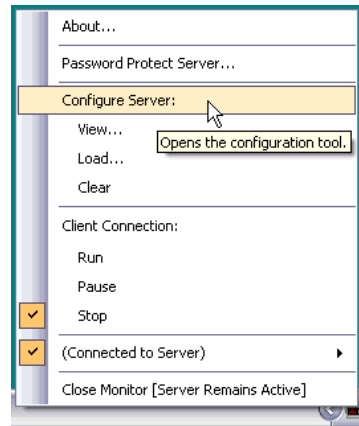 About...
Password Protect Server...
Configure Server:
View...
Opens the configuration tool.
Load...
Clear
Client Connection:
Run
Pause
Stop
(Connected to Server)
Close Monitor [Server Remains Active]